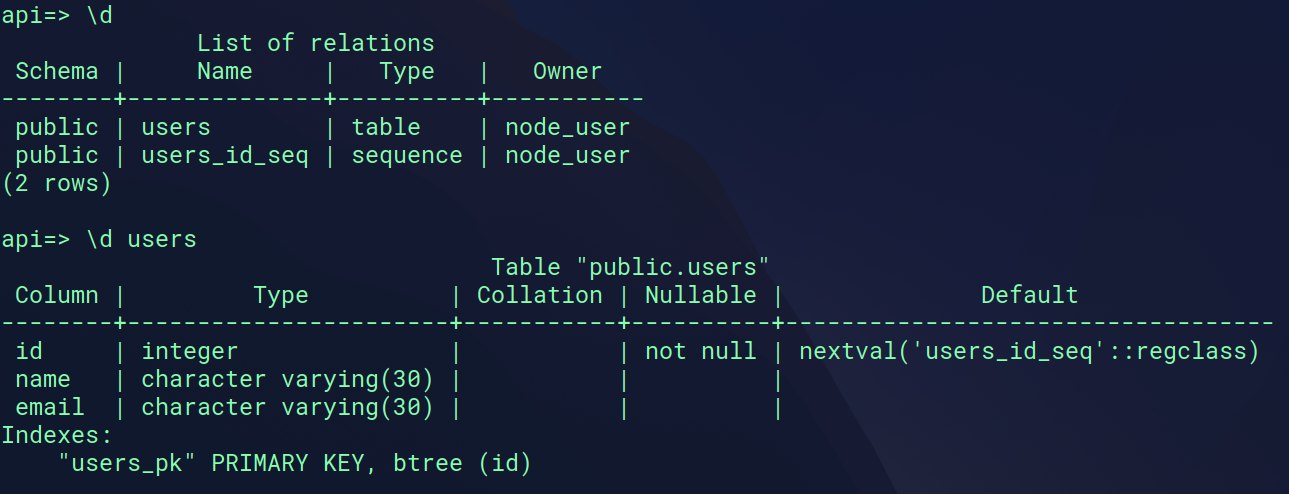 api=> \d
             List of relations
 Schema |     Name     |   Type   |   Owner
--------+--------------+----------+-----------
 public | users        | table    | node_user
 public | users_id_seq | sequence | node_user
(2 rows)

api=> \d users
                                  Table "public.users"
 Column |         Type          | Collation | Nullable |              Default
--------+-----------------------+-----------+----------+-----------------------------------
 id     | integer               |           | not null | nextval('users_id_seq'::regclass)
 name   | character varying(30) |           |          |
 email  | character varying(30) |           |          |
Indexes:
    "users_pk" PRIMARY KEY, btree (id)